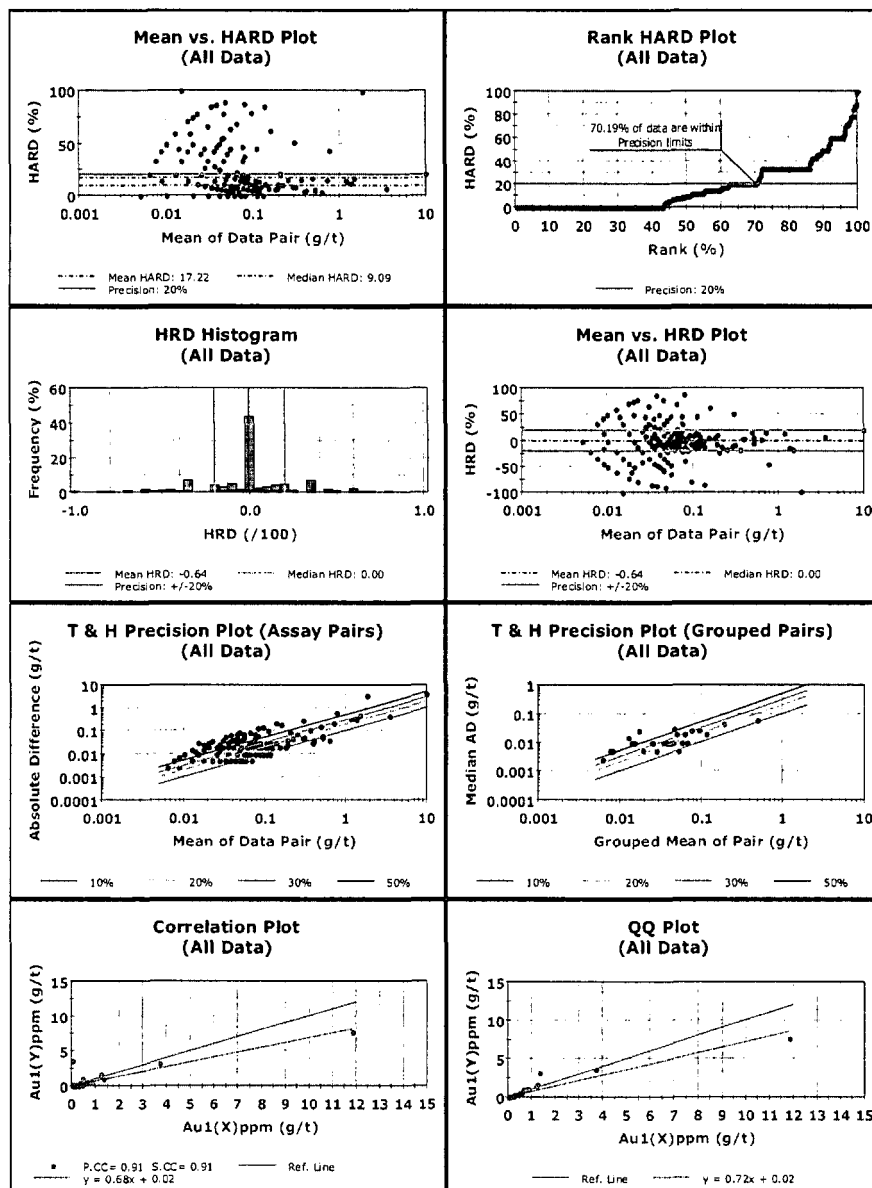 Mean vs. HARD Plot
(All Data)
HARD (%)
100
50
0
0.001
0.01
0.1
1
10
Mean of Data Pair (g/t)
Mean HARD: 17.22
Median HARD: 9.09
Precision: 20%
Rank HARD Plot
(All Data)
HARD (%)
100
80
60
40
20
0
70.19% of data are within
Precision limits
0 10 20 30 40 50 60 70 80 90 100
Rank (%)
Precision: 20%
HRD Histogram
(All Data)
Frequency (%)
60
40
20
0
-1.0
0.0
1.0
HRD (/100)
Mean HRD: -0.64
Median HRD: 0.00
Precision: +/-20%
Mean vs. HRD Plot
(All Data)
HRD (%)
100
50
0
-50
-100
0.001
0.01
0.1
1
10
Mean of Data Pair (g/t)
Mean HRD: -0.64
Median HRD: 0.00
Precision: +/-20%
T & H Precision Plot (Assay Pairs)
(All Data)
Absolute Difference (g/t)
10
1
0.1
0.01
0.001
0.0001
0.001
0.01
0.1
1
10
Mean of Data Pair (g/t)
10%
20%
30%
50%
T & H Precision Plot (Grouped Pairs)
(All Data)
Median AD (g/t)
1
0.1
0.01
0.001
0.0001
0.001
0.01
0.1
1
10
Grouped Mean of Pair (g/t)
10%
20%
30%
50%
Correlation Plot
(All Data)
Au1(Y)ppm (g/t)
15
10
5
0
0 1 2 3 4 5 6 7 8 9 10 11 12 13 14 15
Au1(X)ppm (g/t)
P.CC= 0.91 S.CC= 0.91
Ref. Line
y = 0.68x + 0.02
QQ Plot
(All Data)
Au1(Y)ppm (g/t)
15
10
5
0
0 1 2 3 4 5 6 7 8 9 10 11 12 13 14 15
Au1(X)ppm (g/t)
Ref. Line
y = 0.72x + 0.02